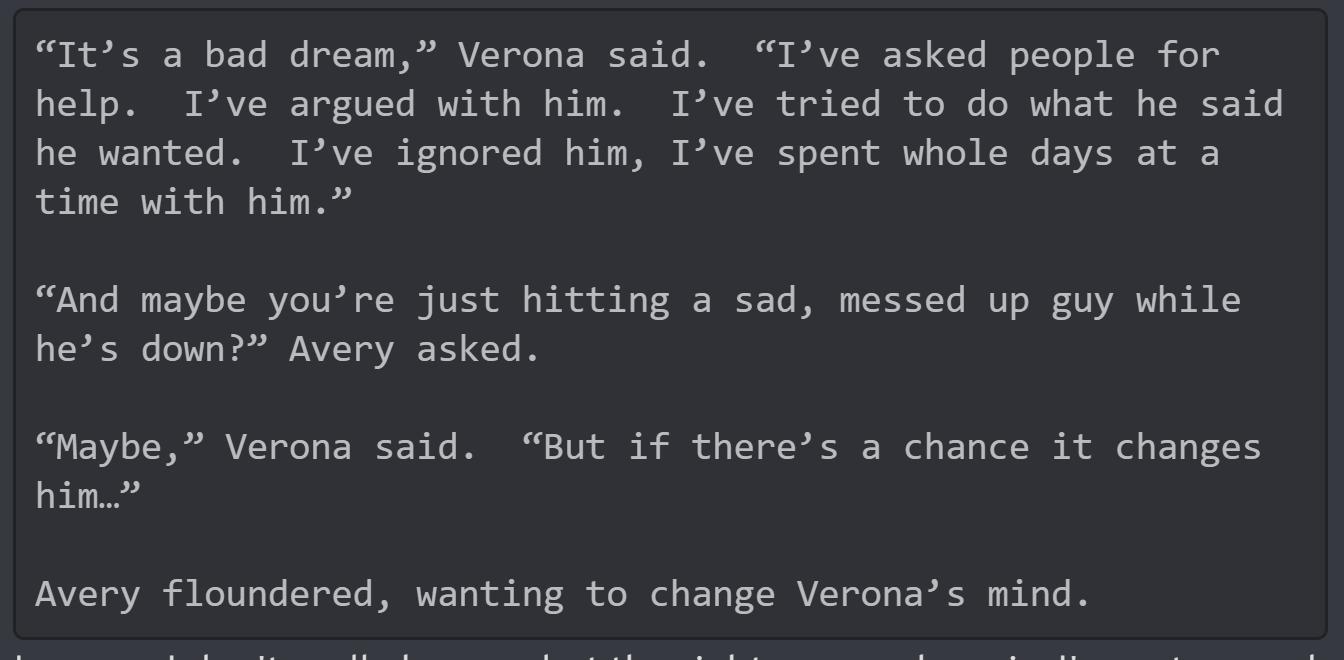 “It’s a bad dream,” Verona said.  “I’ve asked people for
help.  I’ve argued with him.  I’ve tried to do what he said
he wanted.  I’ve ignored him, I’ve spent whole days at a
time with him.”
“And maybe you’re just hitting a sad, messed up guy while
he’s down?” Avery asked.
“Maybe,” Verona said.  “But if there’s a chance it changes
him…”
Avery floundered, wanting to change Verona’s mind.